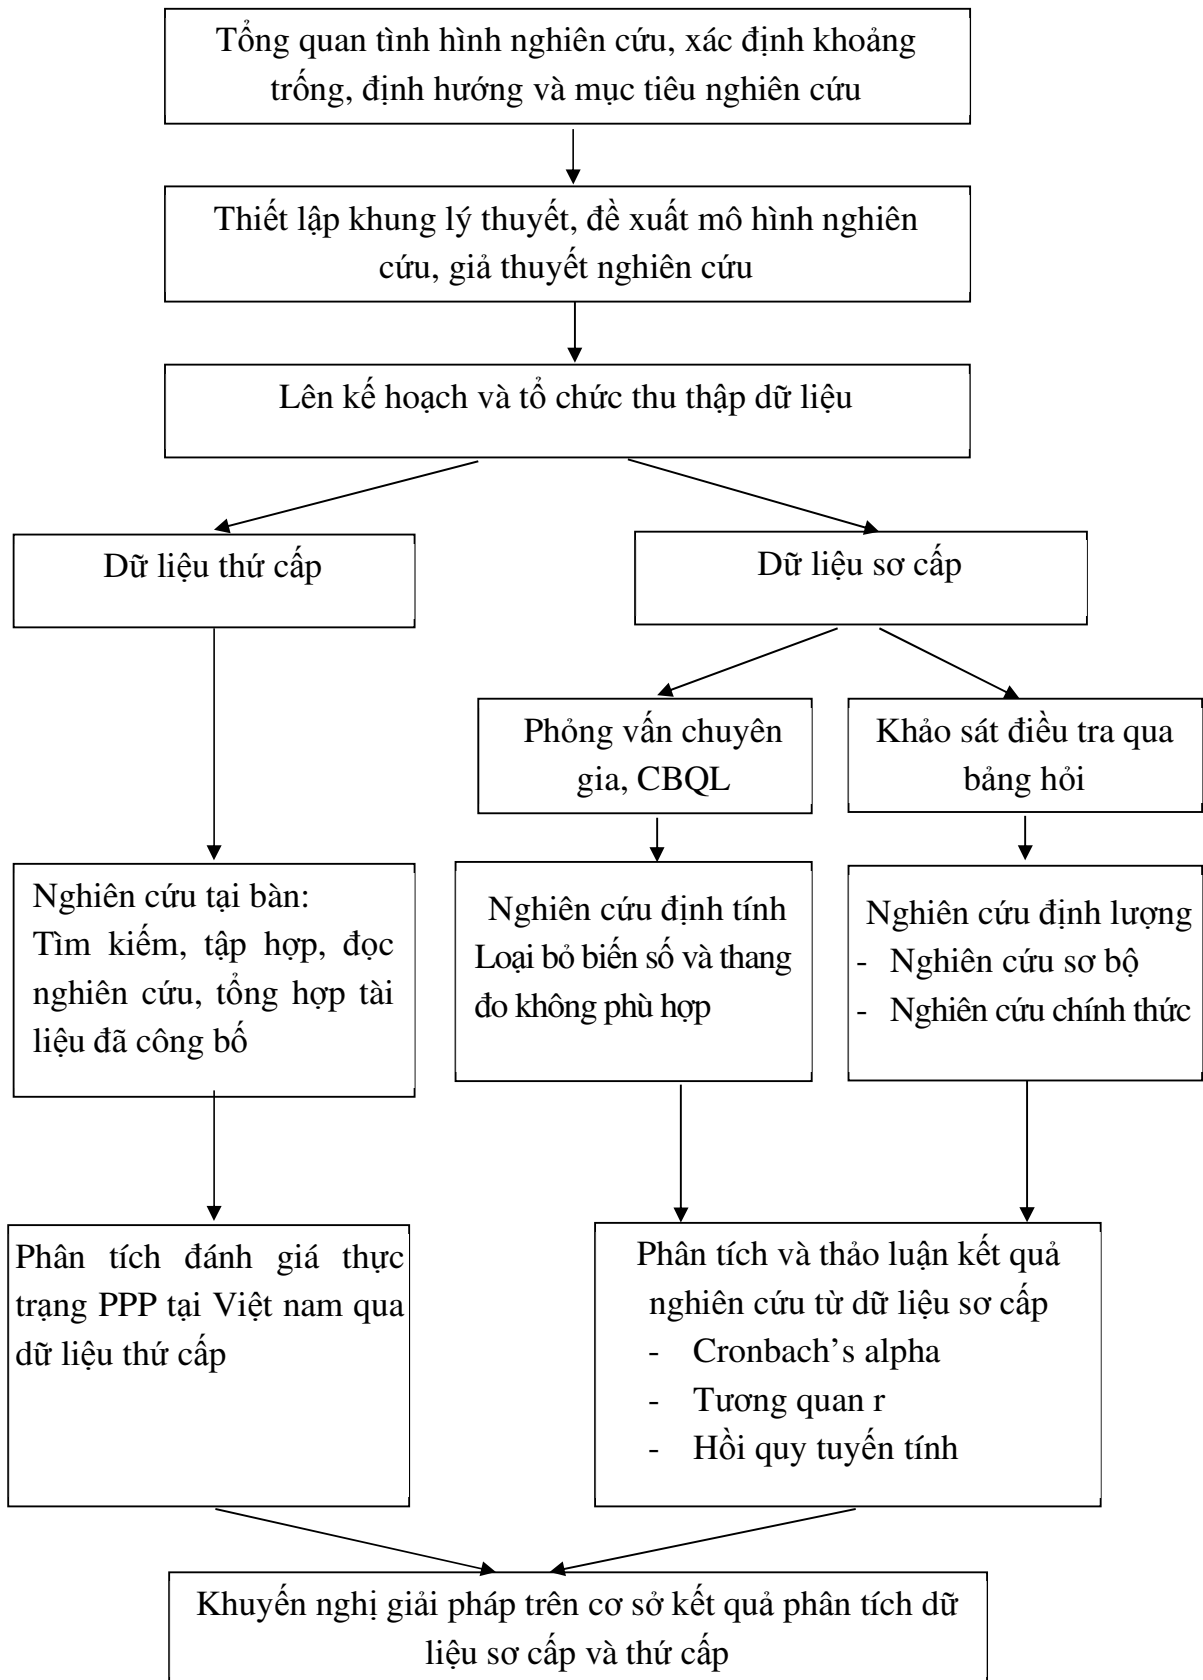 Tổng quan tình hình nghiên cứu, xác định khoảng
trống, định hướng và mục tiêu nghiên cứu
Thiết lập khung lý thuyết, đề xuất mô hình nghiên
cứu, giả thuyết nghiên cứu
Lên kế hoạch và tổ chức thu thập dữ liệu
Dữ liệu thứ cấp
Dữ liệu sơ cấp
Phỏng vấn chuyên
gia, CBQL
Khảo sát điều tra qua
bảng hỏi
Nghiên cứu tại bàn:
Tìm kiếm, tập hợp, đọc
nghiên cứu, tổng hợp tài
liệu đã công bố
Nghiên cứu định tính
Loại bỏ biến số và thang
đo không phù hợp
Nghiên cứu định lượng
- Nghiên cứu sơ bộ
- Nghiên cứu chính thức
Phân tích đánh giá thực
trạng PPP tại Việt nam qua
dữ liệu thứ cấp
Phân tích và thảo luận kết quả
nghiên cứu từ dữ liệu sơ cấp
- Cronbach’s alpha
- Tương quan r
- Hồi quy tuyến tính
Khuyến nghị giải pháp trên cơ sở kết quả phân tích dữ
liệu sơ cấp và thứ cấp